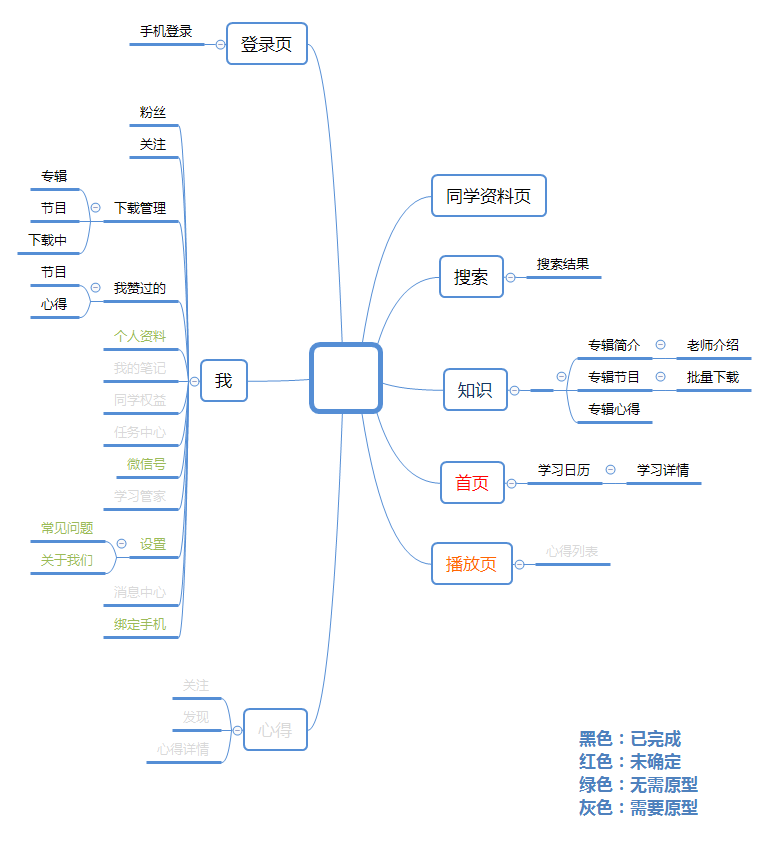 手机登录
登录页
粉丝
关注
专辑
节目
下载管理
下载中
节目
我赞过的
心得
个人资料
我的笔记
同学权益
任务中心
微信号
学习管家
常见问题
设置
关于我们
消息中心
绑定手机
我
关注
发现
心得详情
心得
同学资料页
搜索
搜索结果
知识
专辑简介
老师介绍
专辑节目
批量下载
专辑心得
首页
学习日历
学习详情
播放页
心得列表
黑色：已完成
红色：未确定
绿色：无需原型
灰色：需要原型